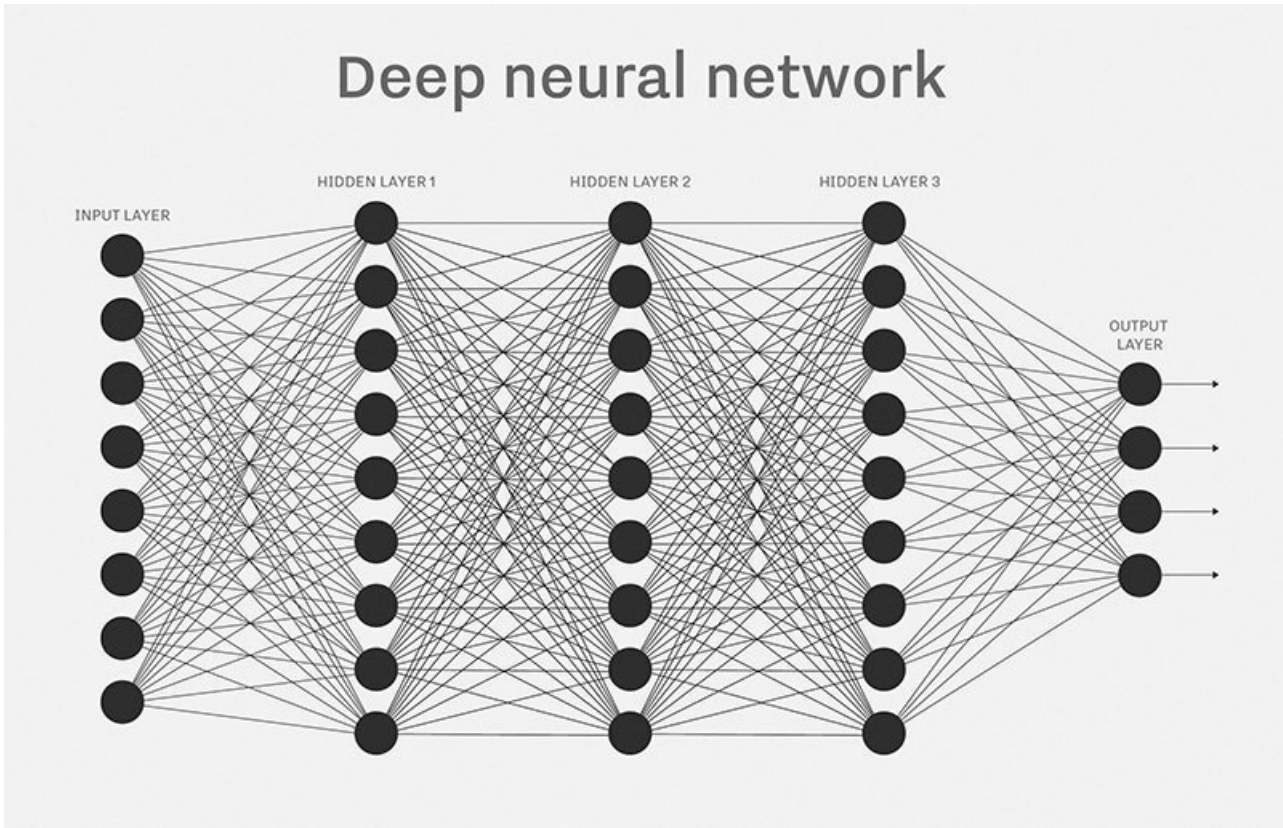 Deep neural network
INPUT LAYER
HIDDEN LAYER 1
HIDDEN LAYER 2
HIDDEN LAYER 3
OUTPUT
LAYER